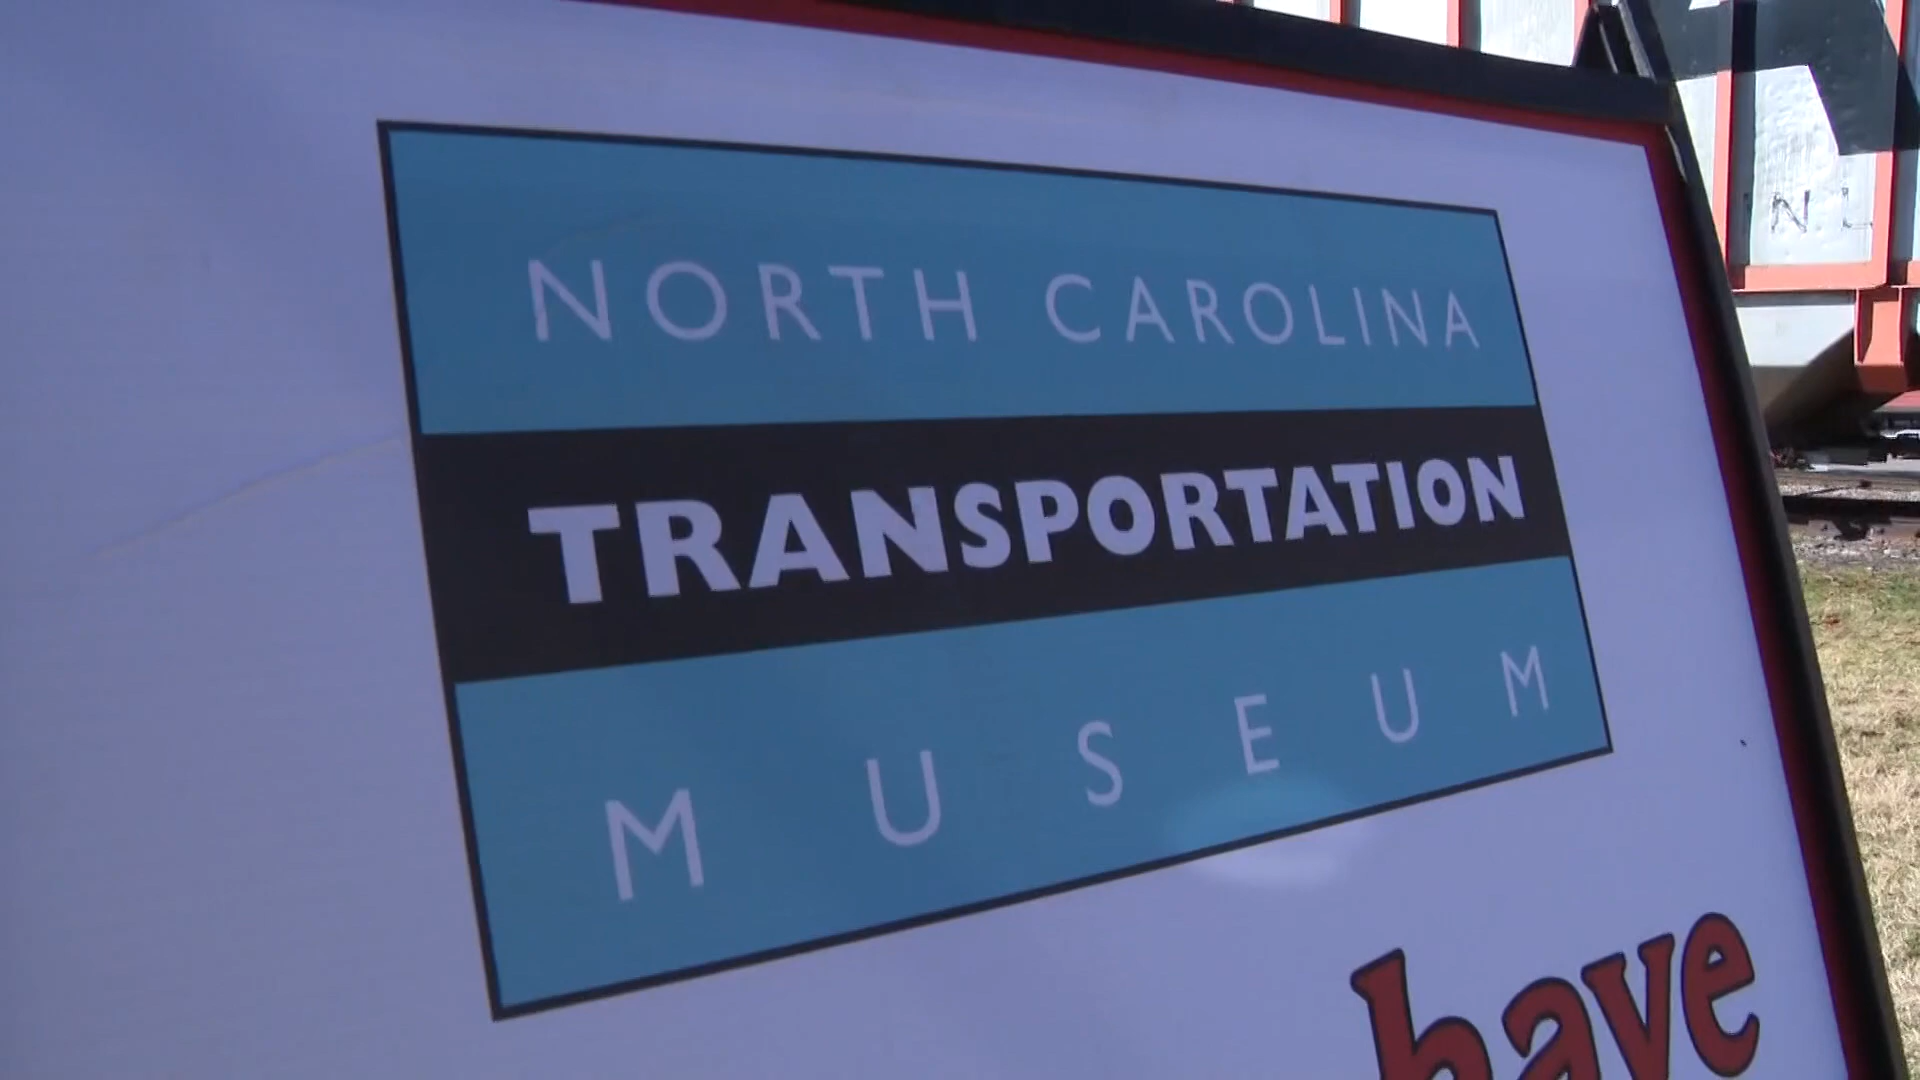 NORTH CAROLINA
TRANSPORTATION
MUSEUM
have
N